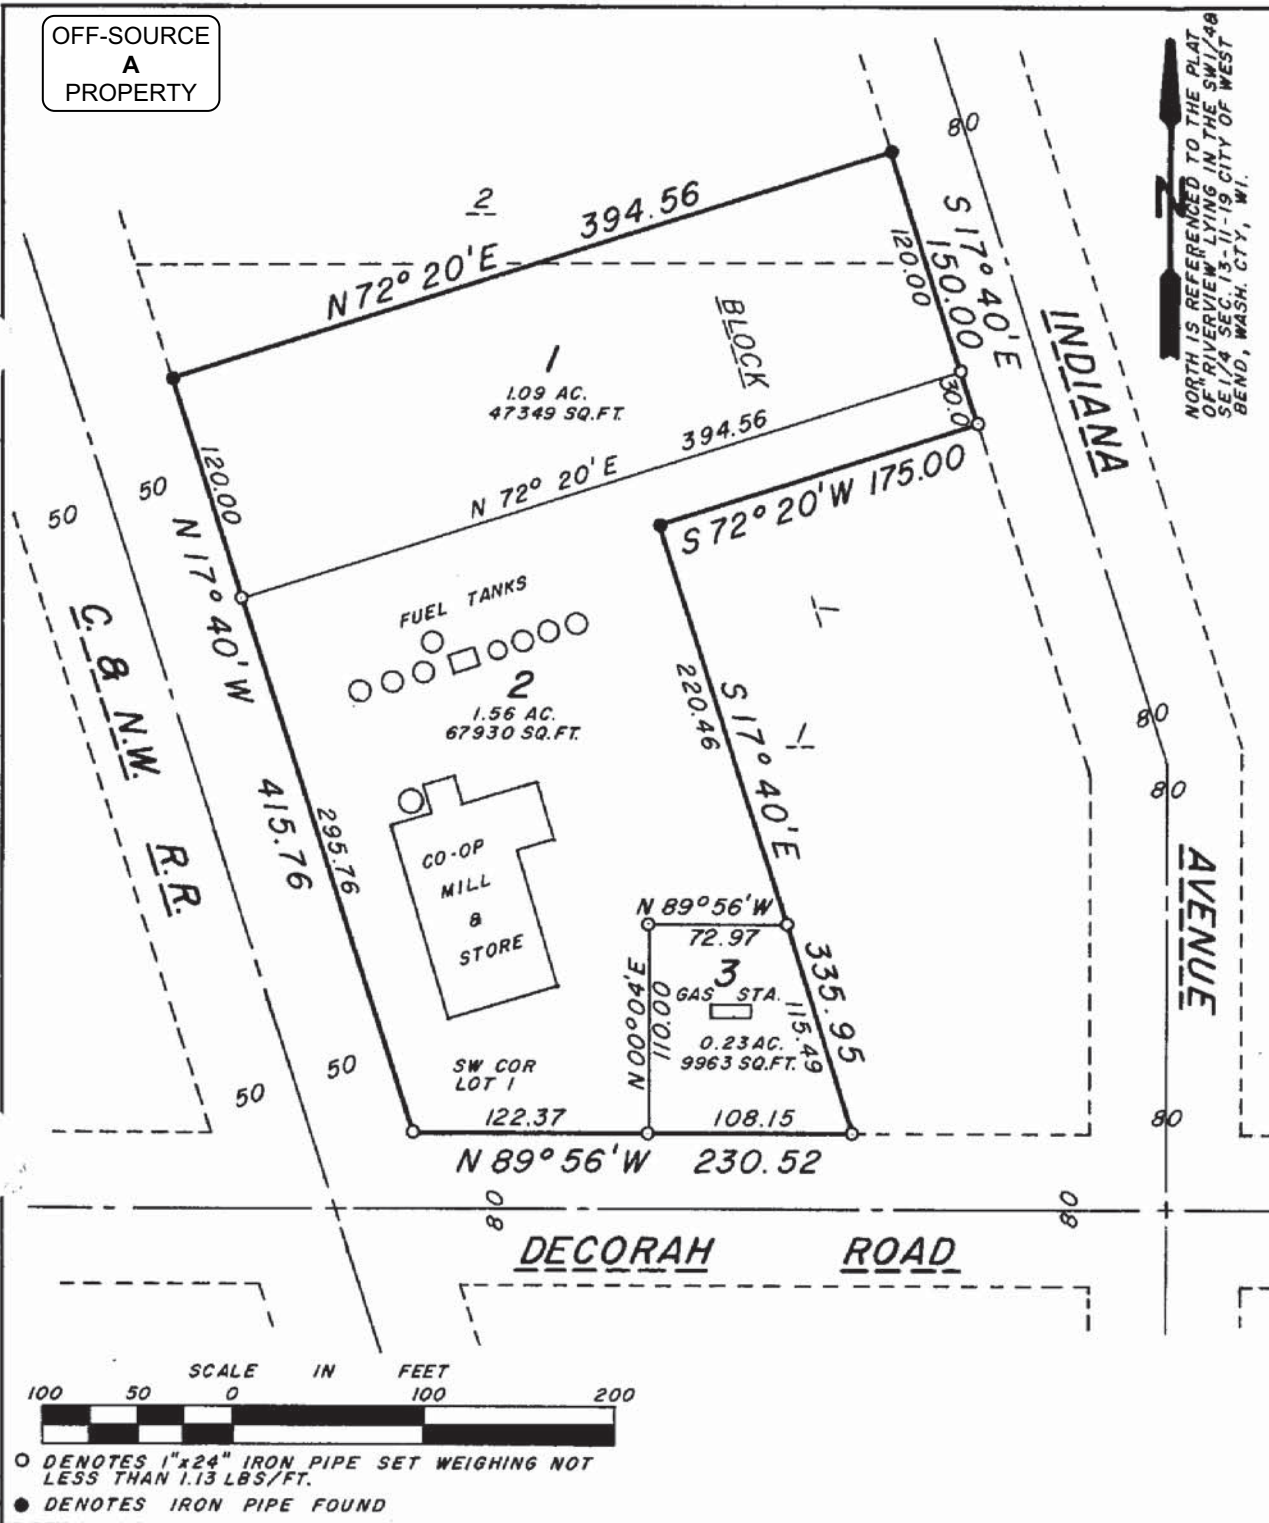 OFF-SOURCE
A
PROPERTY
NORTH IS REFERENCED TO THE PLAT
OF "RIVERVIEW" LYING IN THE SW1/4 &
SE1/4 SEC. 13-11-19 CITY OF WEST
BEND, WASH. CTY, WI.
N
80
2
394.56
N 72° 20' E
S 17° 40' E
150.00
120.00
BLOCK
INDIANA
1
1.09 AC.
47349 SQ.FT.
30.0
394.56
N 72° 20' E
120.00
50
50
N 17° 40' W
S 72° 20' W 175.00
FUEL TANKS
C. & N.W.
R.R.
2
1.56 AC.
67930 SQ.FT.
1
220.46
S 17° 40' E
1
80
80
AVENUE
415.76
295.76
CO-OP
MILL
&
STORE
N 89° 56' W
72.97
3
GAS STA.
0.23 AC.
9963 SQ.FT.
N 00° 04' E
110.00
115.49
335.95
50
50
SW COR
LOT 1
122.37
108.15
80
N 89° 56' W 230.52
80
80
DECORAH ROAD
SCALE IN FEET
100 50 0 100 200
DENOTES 1"x24" IRON PIPE SET WEIGHING NOT
LESS THAN 1.13 LBS/FT.
DENOTES IRON PIPE FOUND